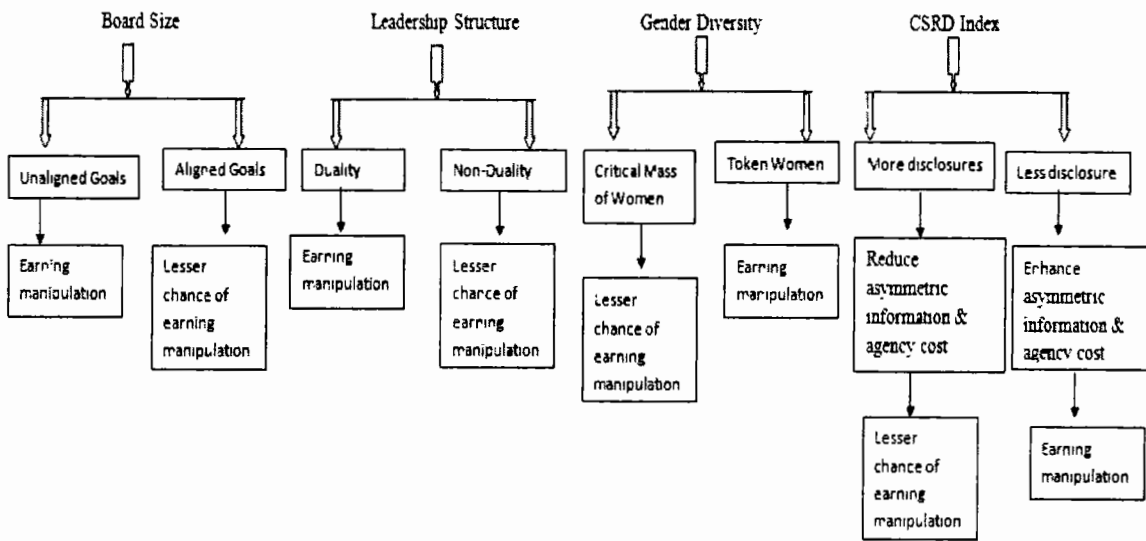 Board Size
Leadership Structure
Gender Diversity
CSRD Index
Unaligned Goals
Aligned Goals
Duality
Non-Duality
Critical Mass
of Women
Token Women
More disclosures
Less disclosure
Earning
manipulation
Lesser
chance of
earning
manipulation
Earning
manipulation
Lesser
chance of
earning
manipulation
Lesser
chance of
earning
manipulation
Earning
manipulation
Reduce
asymmetric
information &
agency cost
Enhance
asymmetric
information &
agency cost
Lesser
chance of
earning
manipulation
Earning
manipulation